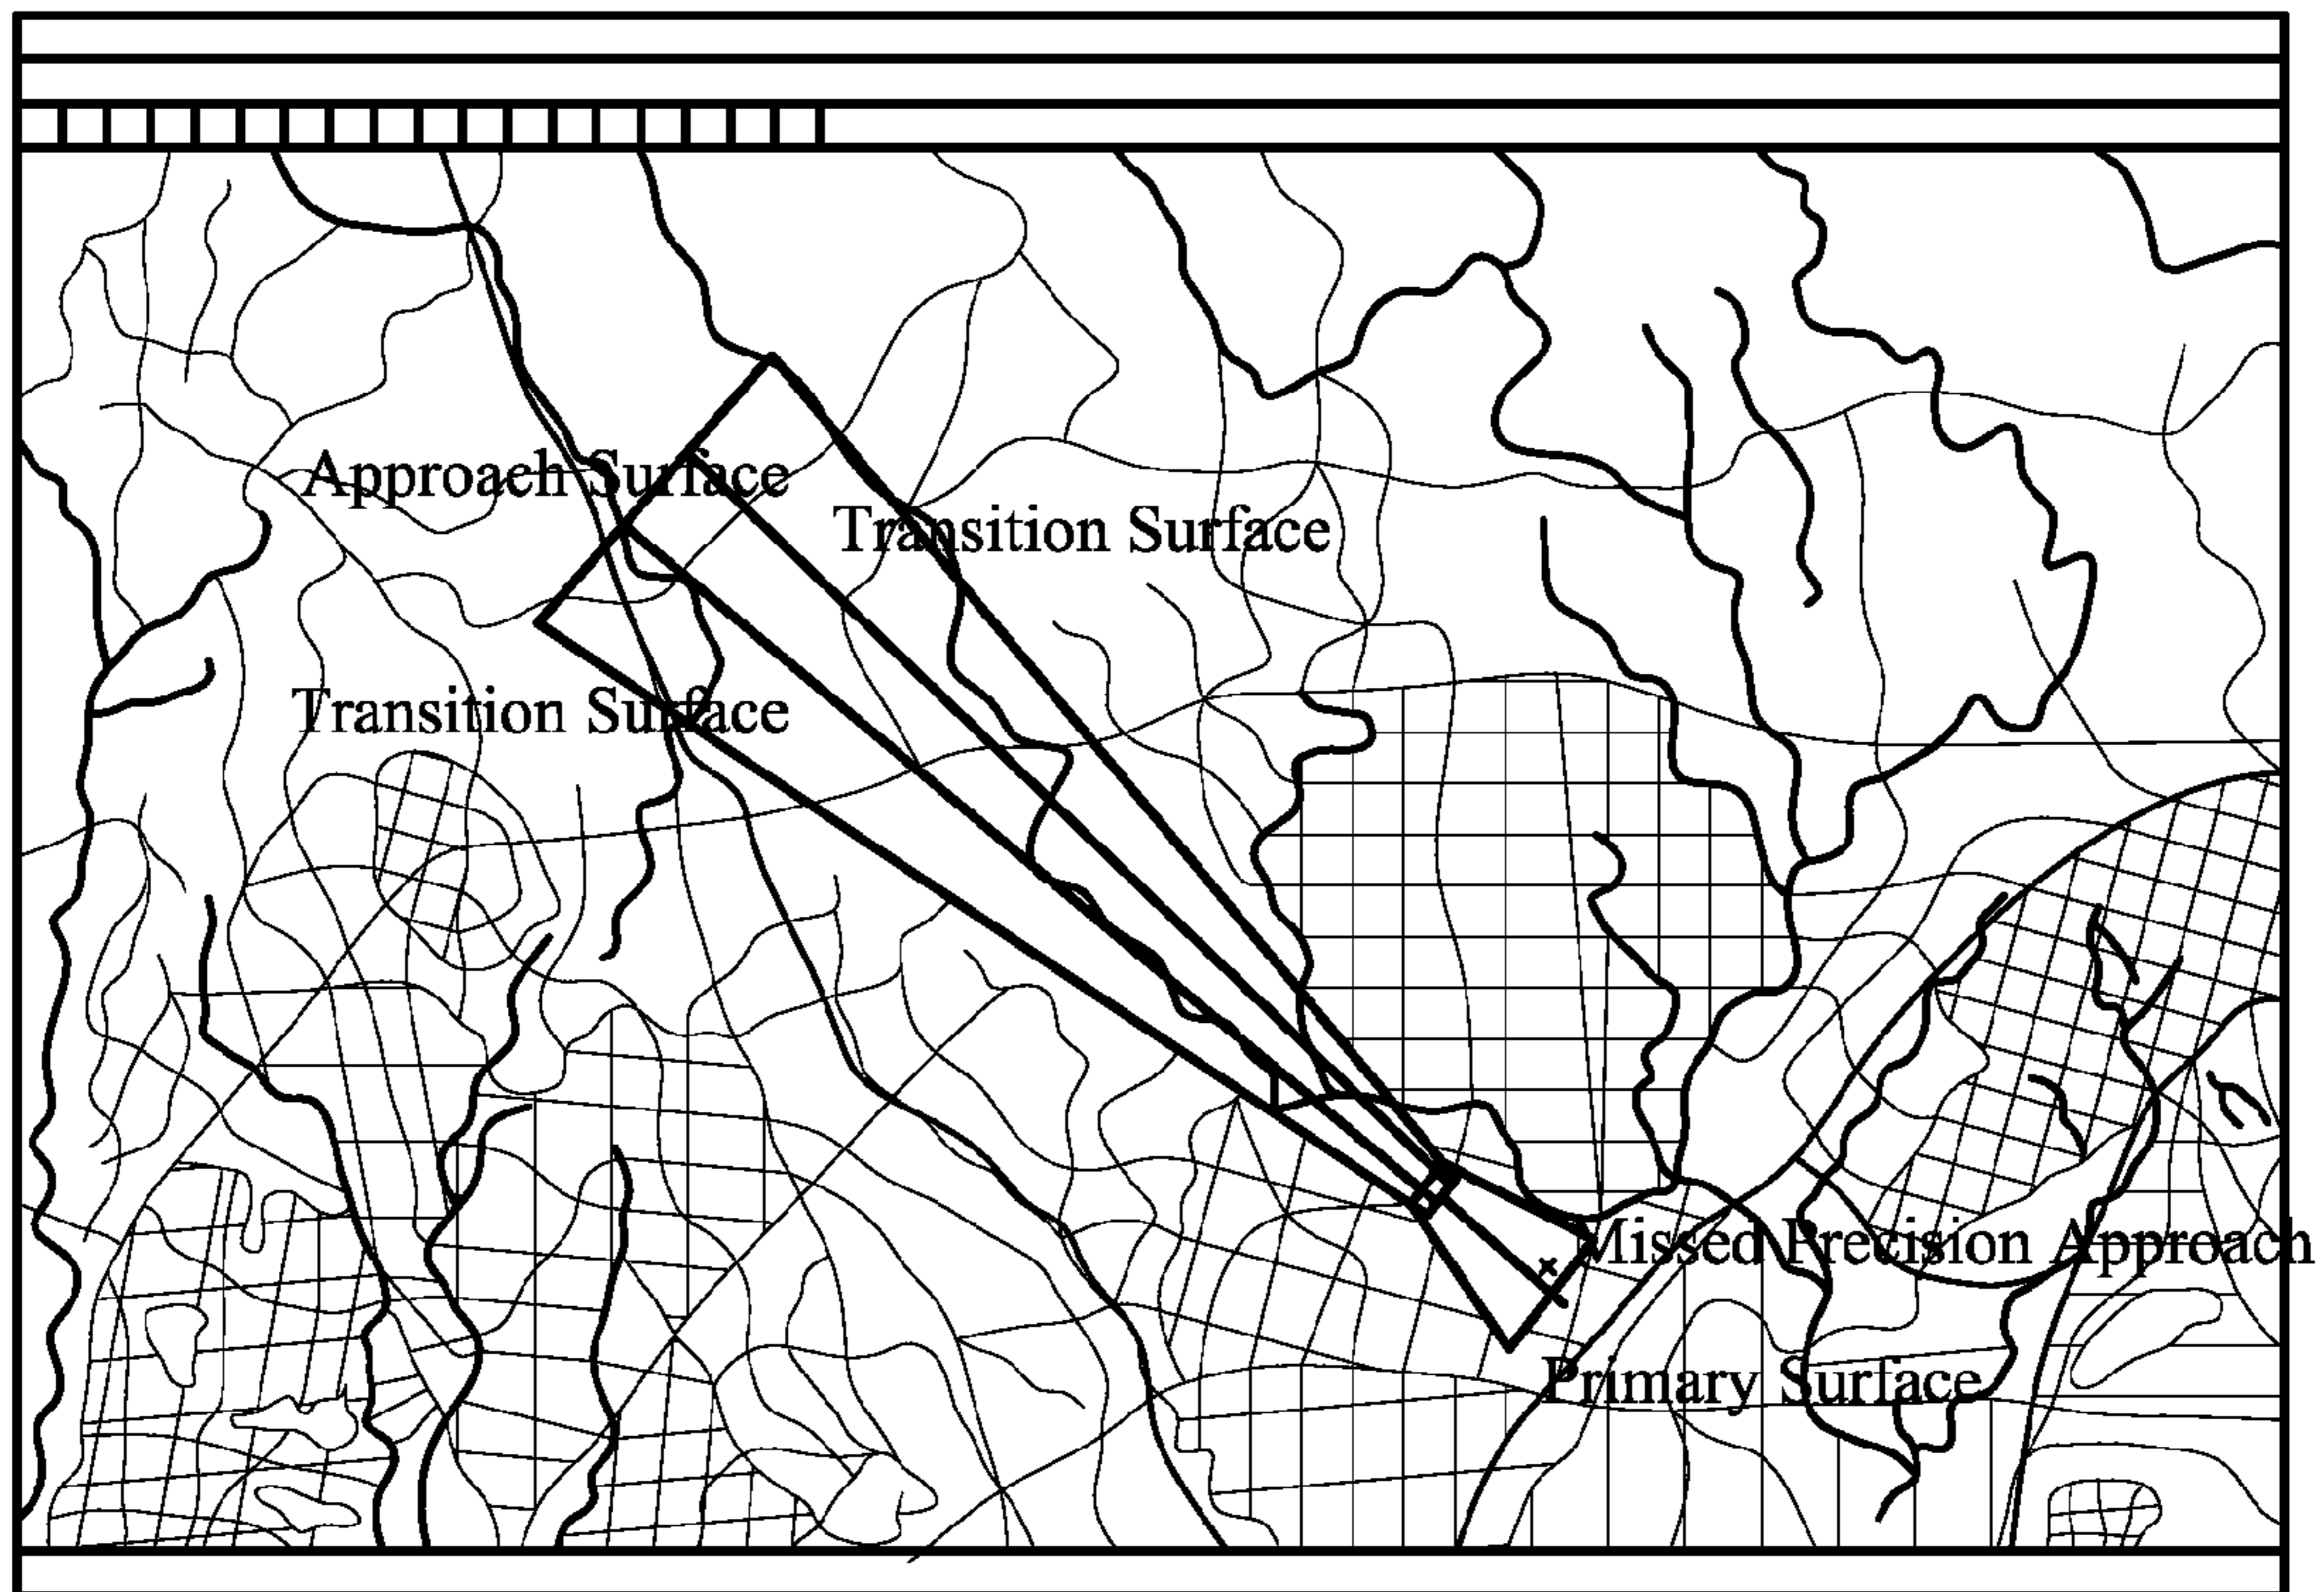 Approach Surface
Transition Surface
Transition Surface
Missed Precision Approach
Primary Surface